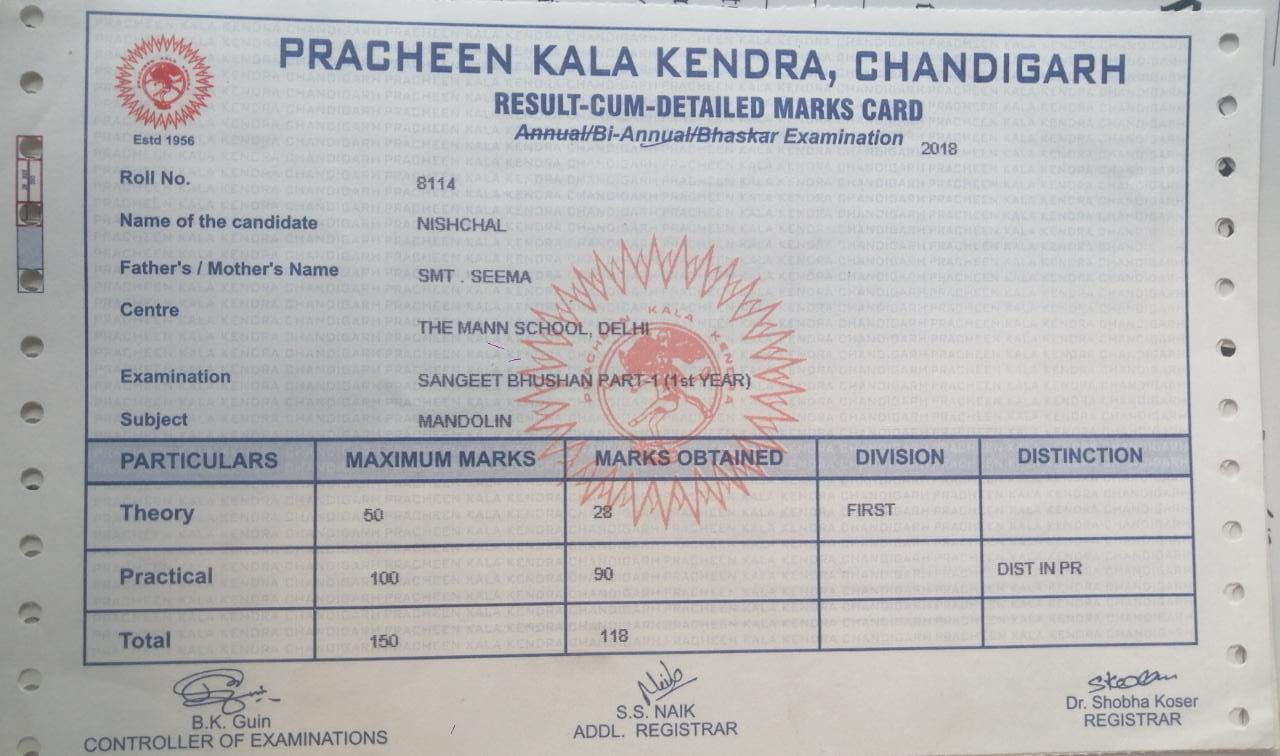 PRACHEEN KALA KENDRA, CHANDIGARH
RESULT-CUM-DETAILED MARKS CARD
Annual/Bi-Annual/Bhaskar Examination 2018
Estd 1956
Roll No. 8114
Name of the candidate NISHCHAL
Father's / Mother's Name SMT . SEEMA
Centre THE MANN SCHOOL, DELHI
Examination SANGEET BHUSHAN PART-1 (1st YEAR)
Subject MANDOLIN
PRACHEEN KALA KENDRA
PARTICULARS MAXIMUM MARKS MARKS OBTAINED DIVISION DISTINCTION
Theory 50 28 FIRST
Practical 100 90 DIST IN PR
Total 150 118
B.K. Guin
CONTROLLER OF EXAMINATIONS
S.S. NAIK
ADDL. REGISTRAR
Dr. Shobha Koser
REGISTRAR